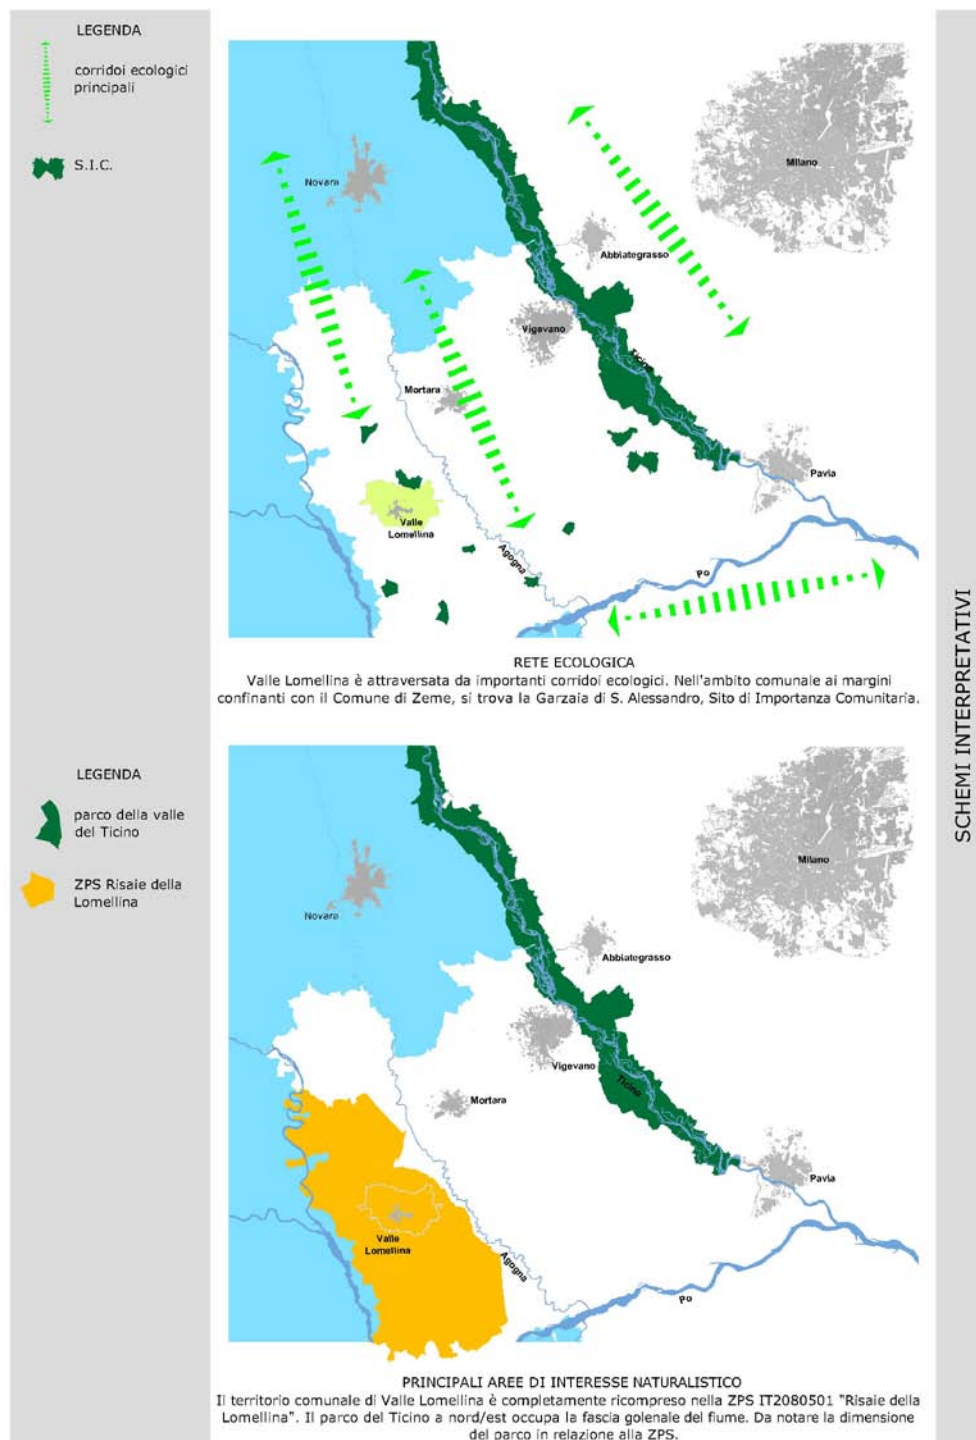 LEGENDA
corridoi ecologici
principali
S.I.C.
Novara
Milano
Abbiategrasso
Vigevano
Ticino
Mortara
Pavia
Valle
Lomellina
Agogna
Po
RETE ECOLOGICA
Valle Lomellina è attraversata da importanti corridoi ecologici. Nell'ambito comunale ai margini
confinanti con il Comune di Zeme, si trova la Garzaia di S. Alessandro, Sito di Importanza Comunitaria.
SCHEMI INTERPRETATIVI
LEGENDA
parco della valle
del Ticino
ZPS Risaie della
Lomellina
Novara
Milano
Abbiategrasso
Vigevano
Ticino
Mortara
Pavia
Valle
Lomellina
Agogna
Po
PRINCIPALI AREE DI INTERESSE NATURALISTICO
Il territorio comunale di Valle Lomellina è completamente ricompreso nella ZPS IT2080501 "Risaie della
Lomellina". Il parco del Ticino a nord/est occupa la fascia golenale del fiume. Da notare la dimensione
del parco in relazione alla ZPS.